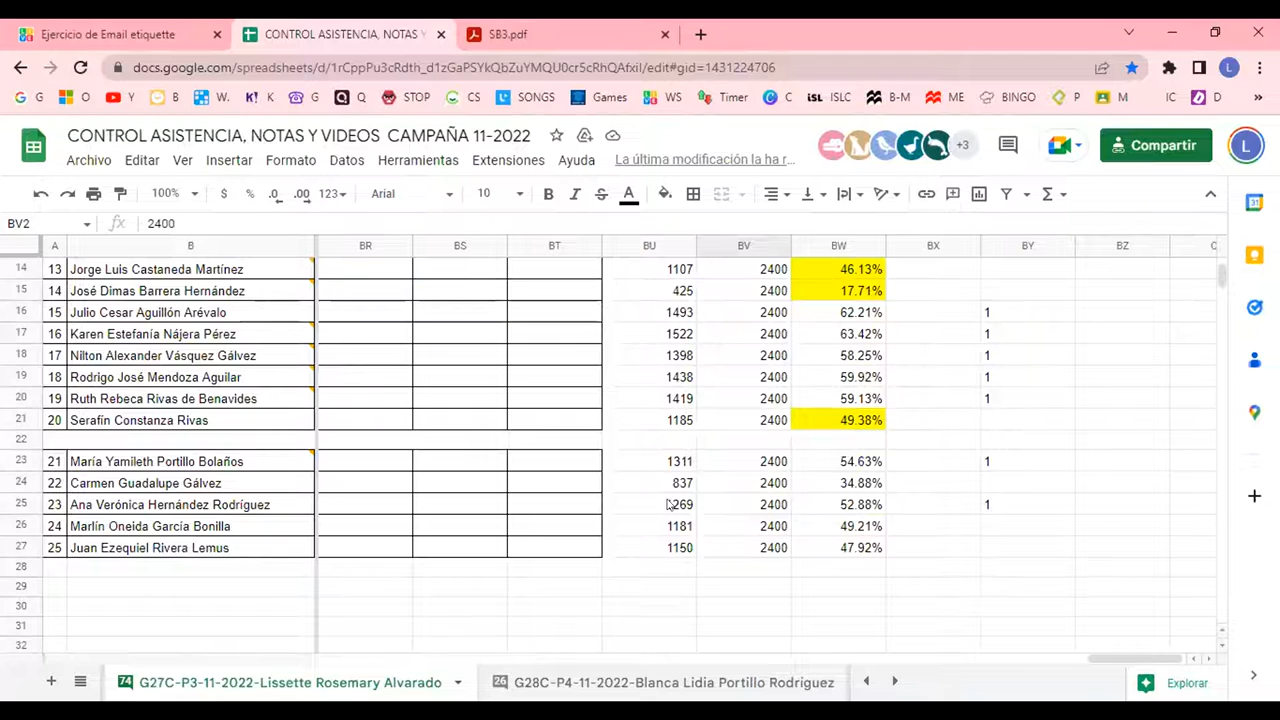 Ejercicio de Email etiquette
CONTROL ASISTENCIA, NOTAS Y
SB3.pdf
docs.google.com/spreadsheets/d/1rCppPu3cRdth_d1zGaPSYkQbZuYMQU0cr5cRhQAfxiI/edit#gid=1431224706
G G O Y B W. K! K G Q STOP CS SONGS Games WS Timer C ISLC B-M ME BINGO P M IC D »
CONTROL ASISTENCIA, NOTAS Y VIDEOS CAMPAÑA 11-2022
Archivo Editar Ver Insertar Formato Datos Herramientas Extensiones Ayuda La última modificación la ha r...
+3
Compartir
L
100% $ % .0 .00 123 Arial 10 B I S A
BV2 fx 2400
A B BR BS BT BU BV BW BX BY BZ
14 13 Jorge Luis Castaneda Martínez 1107 2400 46.13%
15 14 José Dimas Barrera Hernández 425 2400 17.71%
16 15 Julio Cesar Aguillón Arévalo 1493 2400 62.21% 1
17 16 Karen Estefanía Nájera Pérez 1522 2400 63.42% 1
18 17 Nilton Alexander Vásquez Gálvez 1398 2400 58.25% 1
19 18 Rodrigo José Mendoza Aguilar 1438 2400 59.92% 1
20 19 Ruth Rebeca Rivas de Benavides 1419 2400 59.13% 1
21 20 Serafín Constanza Rivas 1185 2400 49.38%
22
23 21 María Yamileth Portillo Bolaños 1311 2400 54.63% 1
24 22 Carmen Guadalupe Gálvez 837 2400 34.88%
25 23 Ana Verónica Hernández Rodríguez 269 2400 52.88% 1
26 24 Marlín Oneida García Bonilla 1181 2400 49.21%
27 25 Juan Ezequiel Rivera Lemus 1150 2400 47.92%
28
29
30
31
32
74 G27C-P3-11-2022-Lissette Rosemary Alvarado
26 G28C-P4-11-2022-Blanca Lidia Portillo Rodriguez
Explorar